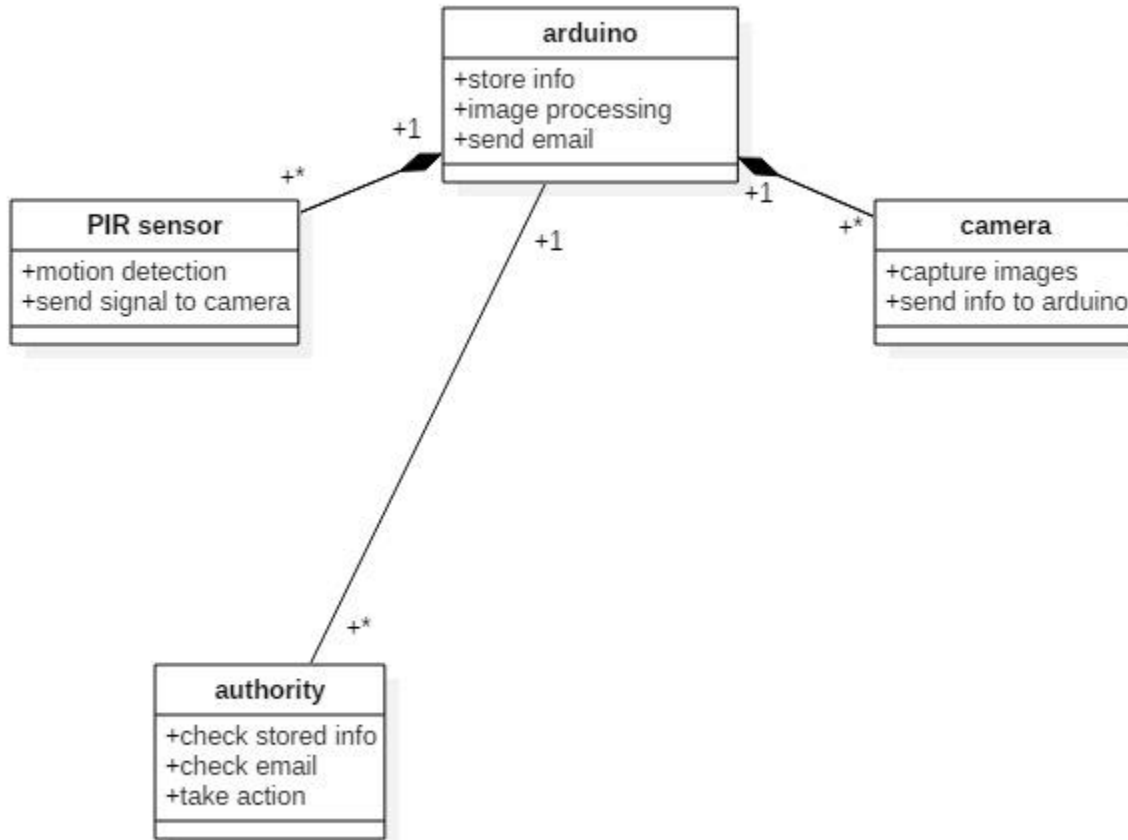 arduino
+store info
+image processing
+send email
+1
+*
+1
+*
+1
PIR sensor
+motion detection
+send signal to camera
camera
+capture images
+send info to arduino
+*
authority
+check stored info
+check email
+take action